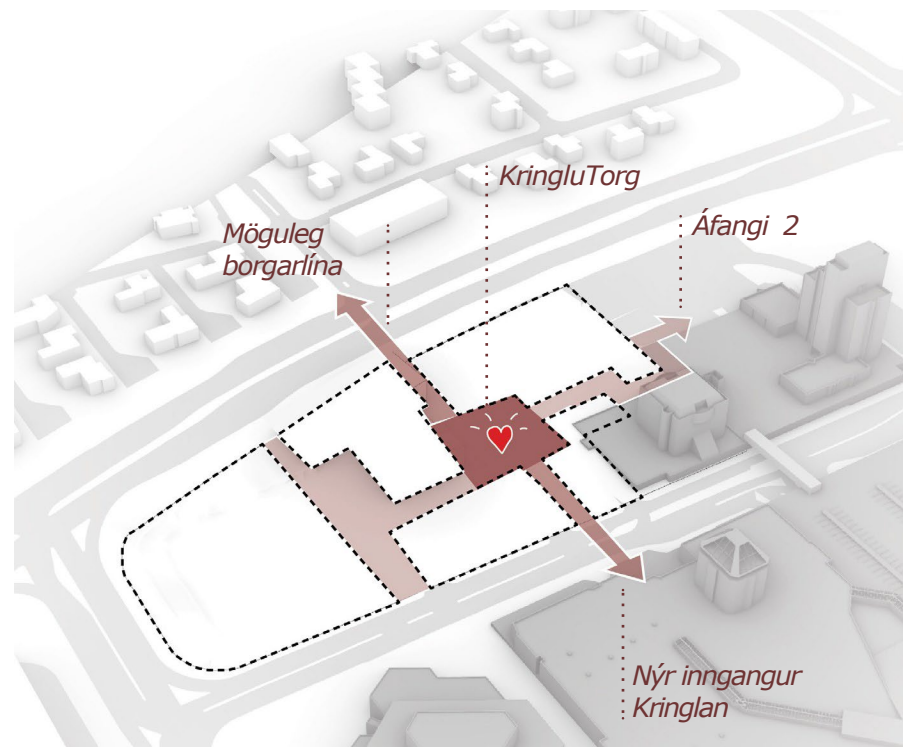 KringluTorg
Möguleg
borgarlína
Áfangi 2
Nýr inngangur
Kringlan